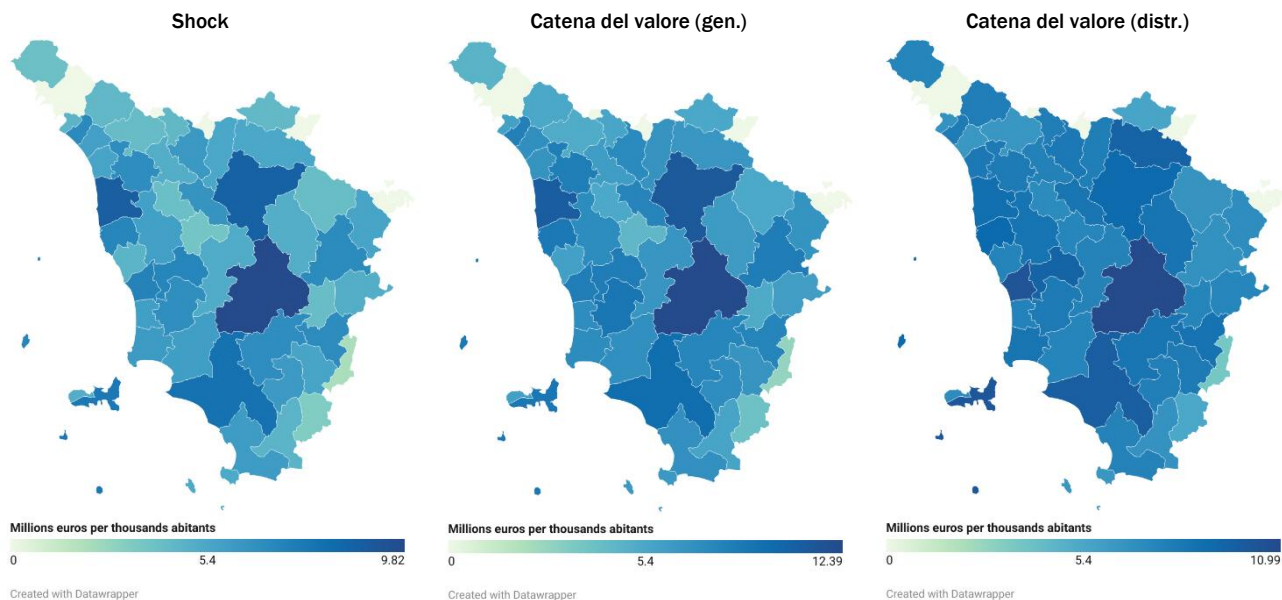 Shock
Catena del valore (gen.)
Catena del valore (distr.)
Millions euros per thousands abitants
0 5.4 9.82
Created with Datawrapper
Millions euros per thousands abitants
0 5.4 12.39
Created with Datawrapper
Millions euros per thousands abitants
0 5.4 10.99
Created with Datawrapper